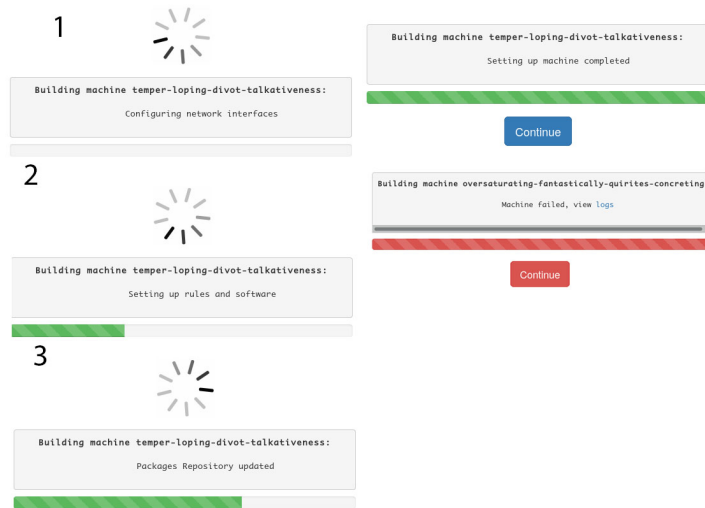 1
Building machine temper-loping-divot-talkativeness:
Configuring network interfaces
2
Building machine temper-loping-divot-talkativeness:
Setting up rules and software
3
Building machine temper-loping-divot-talkativeness:
Packages Repository updated
Building machine temper-loping-divot-talkativeness:
Setting up machine completed
Continue
Building machine oversaturating-fantastically-quirites-concreting
Machine failed, view logs
Continue